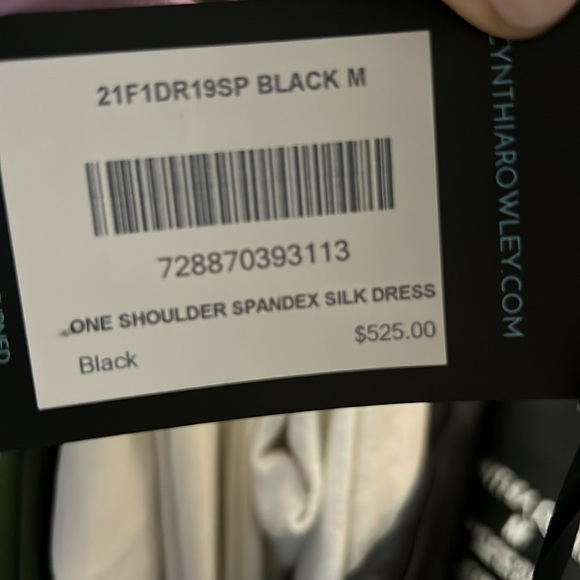 21F1DR19SP BLACK M
728870393113
ONE SHOULDER SPANDEX SILK DRESS
$525.00
Black
CYNTHIAROWLEY.COM